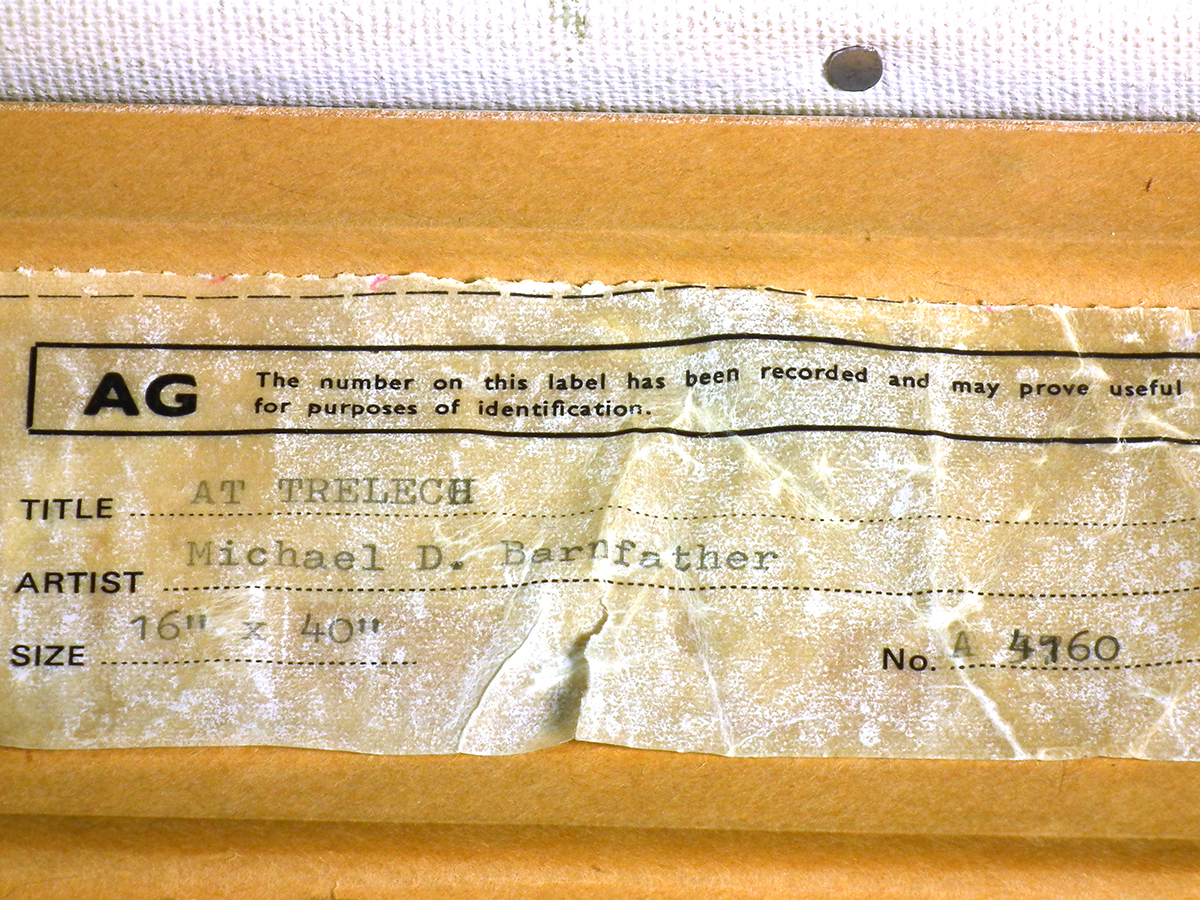 AG The number on this label has been recorded and may prove useful
for purposes of identification.
TITLE AT TRELECH
ARTIST Michael D. Barnfather
SIZE 16" x 40"
No. A 4960